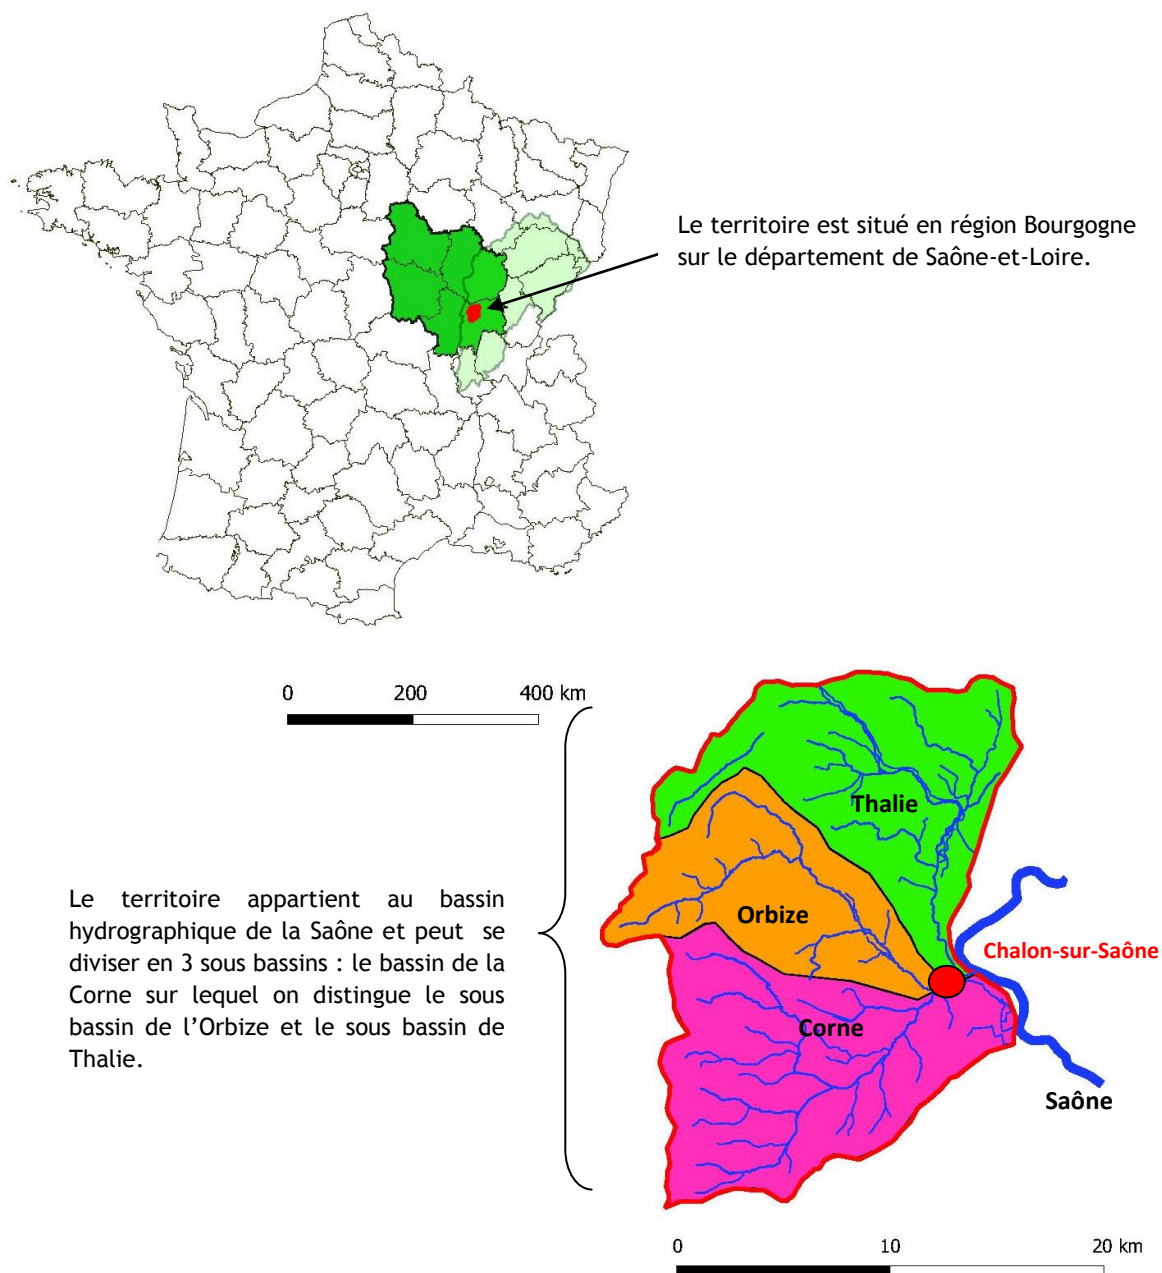 Le territoire est situé en région Bourgogne
sur le département de Saône-et-Loire.
0 200 400 km
Thalie
Orbize
Chalon-sur-Saône
Corne
Saône
Le territoire appartient au bassin
hydrographique de la Saône et peut se
diviser en 3 sous bassins : le bassin de la
Corne sur lequel on distingue le sous
bassin de l’Orbize et le sous bassin de
Thalie.
0 10 20 km